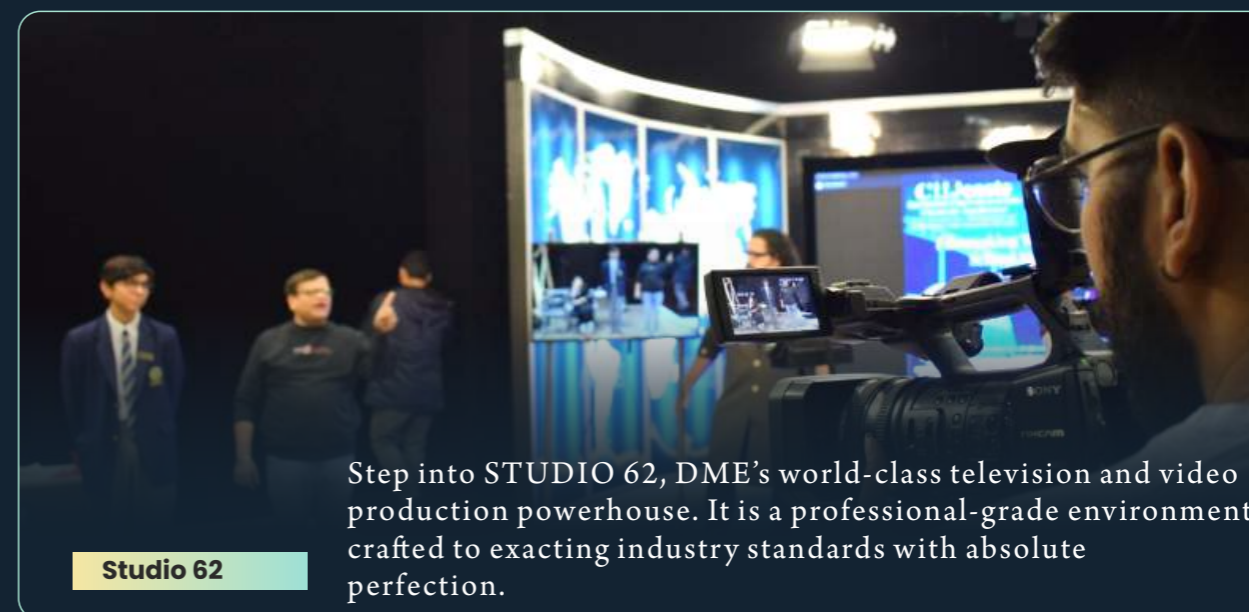 SONY
Step into STUDIO 62, DME’s world-class television and video
production powerhouse. It is a professional-grade environment
crafted to exacting industry standards with absolute
perfection.
Studio 62